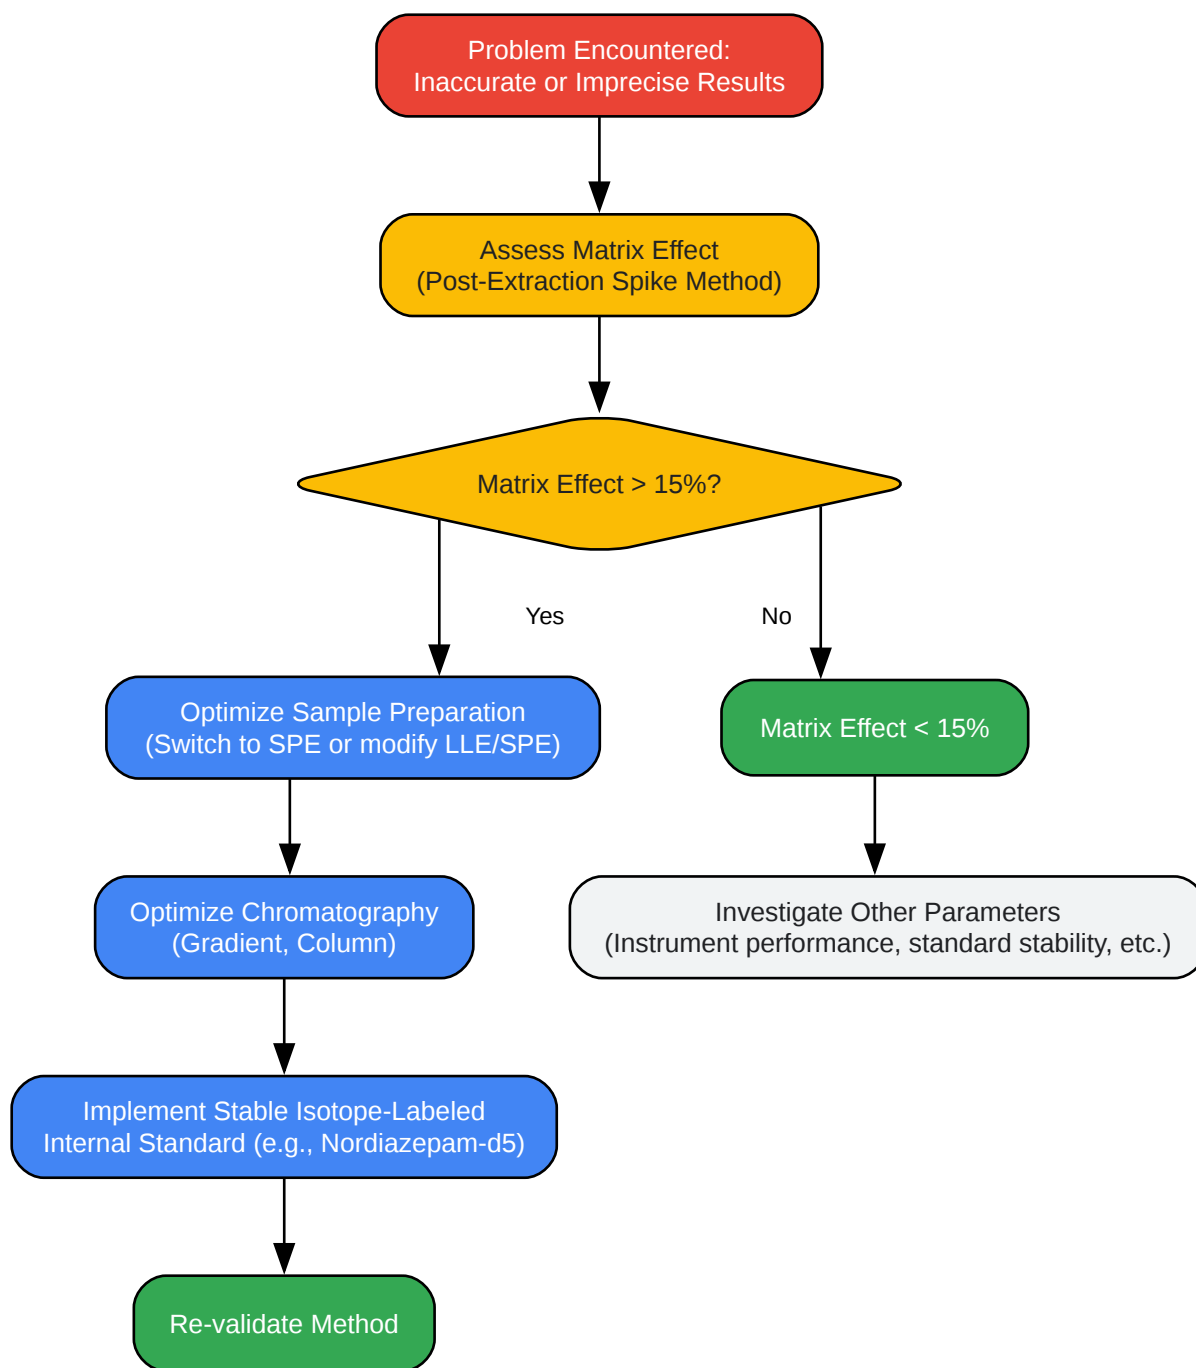 Problem Encountered:
Inaccurate or Imprecise Results
Assess Matrix Effect
(Post-Extraction Spike Method)
Matrix Effect > 15%?
Yes
No
Optimize Sample Preparation
(Switch to SPE or modify LLE/SPE)
Matrix Effect < 15%
Optimize Chromatography
(Gradient, Column)
Investigate Other Parameters
(Instrument performance, standard stability, etc.)
Implement Stable Isotope-Labeled
Internal Standard (e.g., Nordiazepam-d5)
Re-validate Method